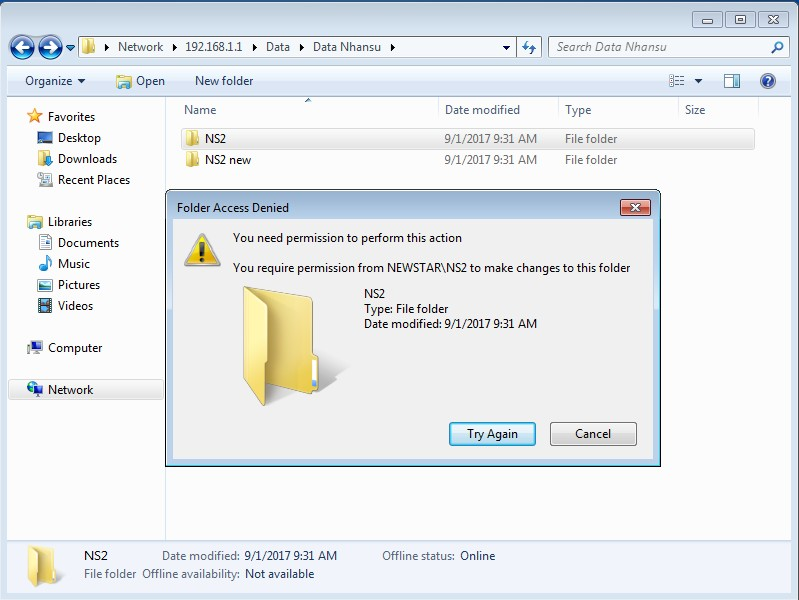 Network ▸ 192.168.1.1 ▸ Data ▸ Data Nhansu ▸
Search Data Nhansu
Organize Open New folder
Name Date modified Type Size
Favorites
Desktop
Downloads
Recent Places
Libraries
Documents
Music
Pictures
Videos
Computer
Network
NS2 9/1/2017 9:31 AM File folder
NS2 new 9/1/2017 9:31 AM File folder
Folder Access Denied
You need permission to perform this action
You require permission from NEWSTAR\NS2 to make changes to this folder
NS2
Type: File folder
Date modified: 9/1/2017 9:31 AM
Try Again Cancel
NS2 Date modified: 9/1/2017 9:31 AM Offline status: Online
File folder Offline availability: Not available